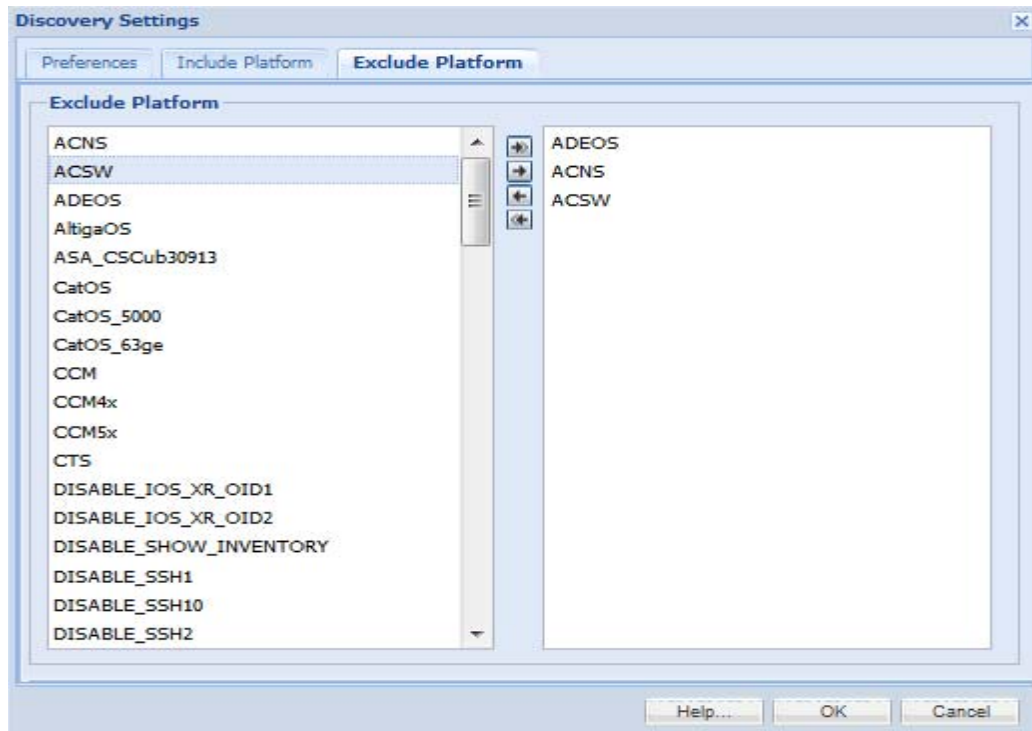 Discovery Settings
Preferences Include Platform Exclude Platform
Exclude Platform
ACNS
ACSW
ADEOS
AltigaOS
ASA_CSCub30913
CatOS
CatOS_5000
CatOS_63ge
CCM
CCM4x
CCM5x
CTS
DISABLE_IOS_XR_OID1
DISABLE_IOS_XR_OID2
DISABLE_SHOW_INVENTORY
DISABLE_SSH1
DISABLE_SSH10
DISABLE_SSH2
ADEOS
ACNS
ACSW
Help... OK Cancel